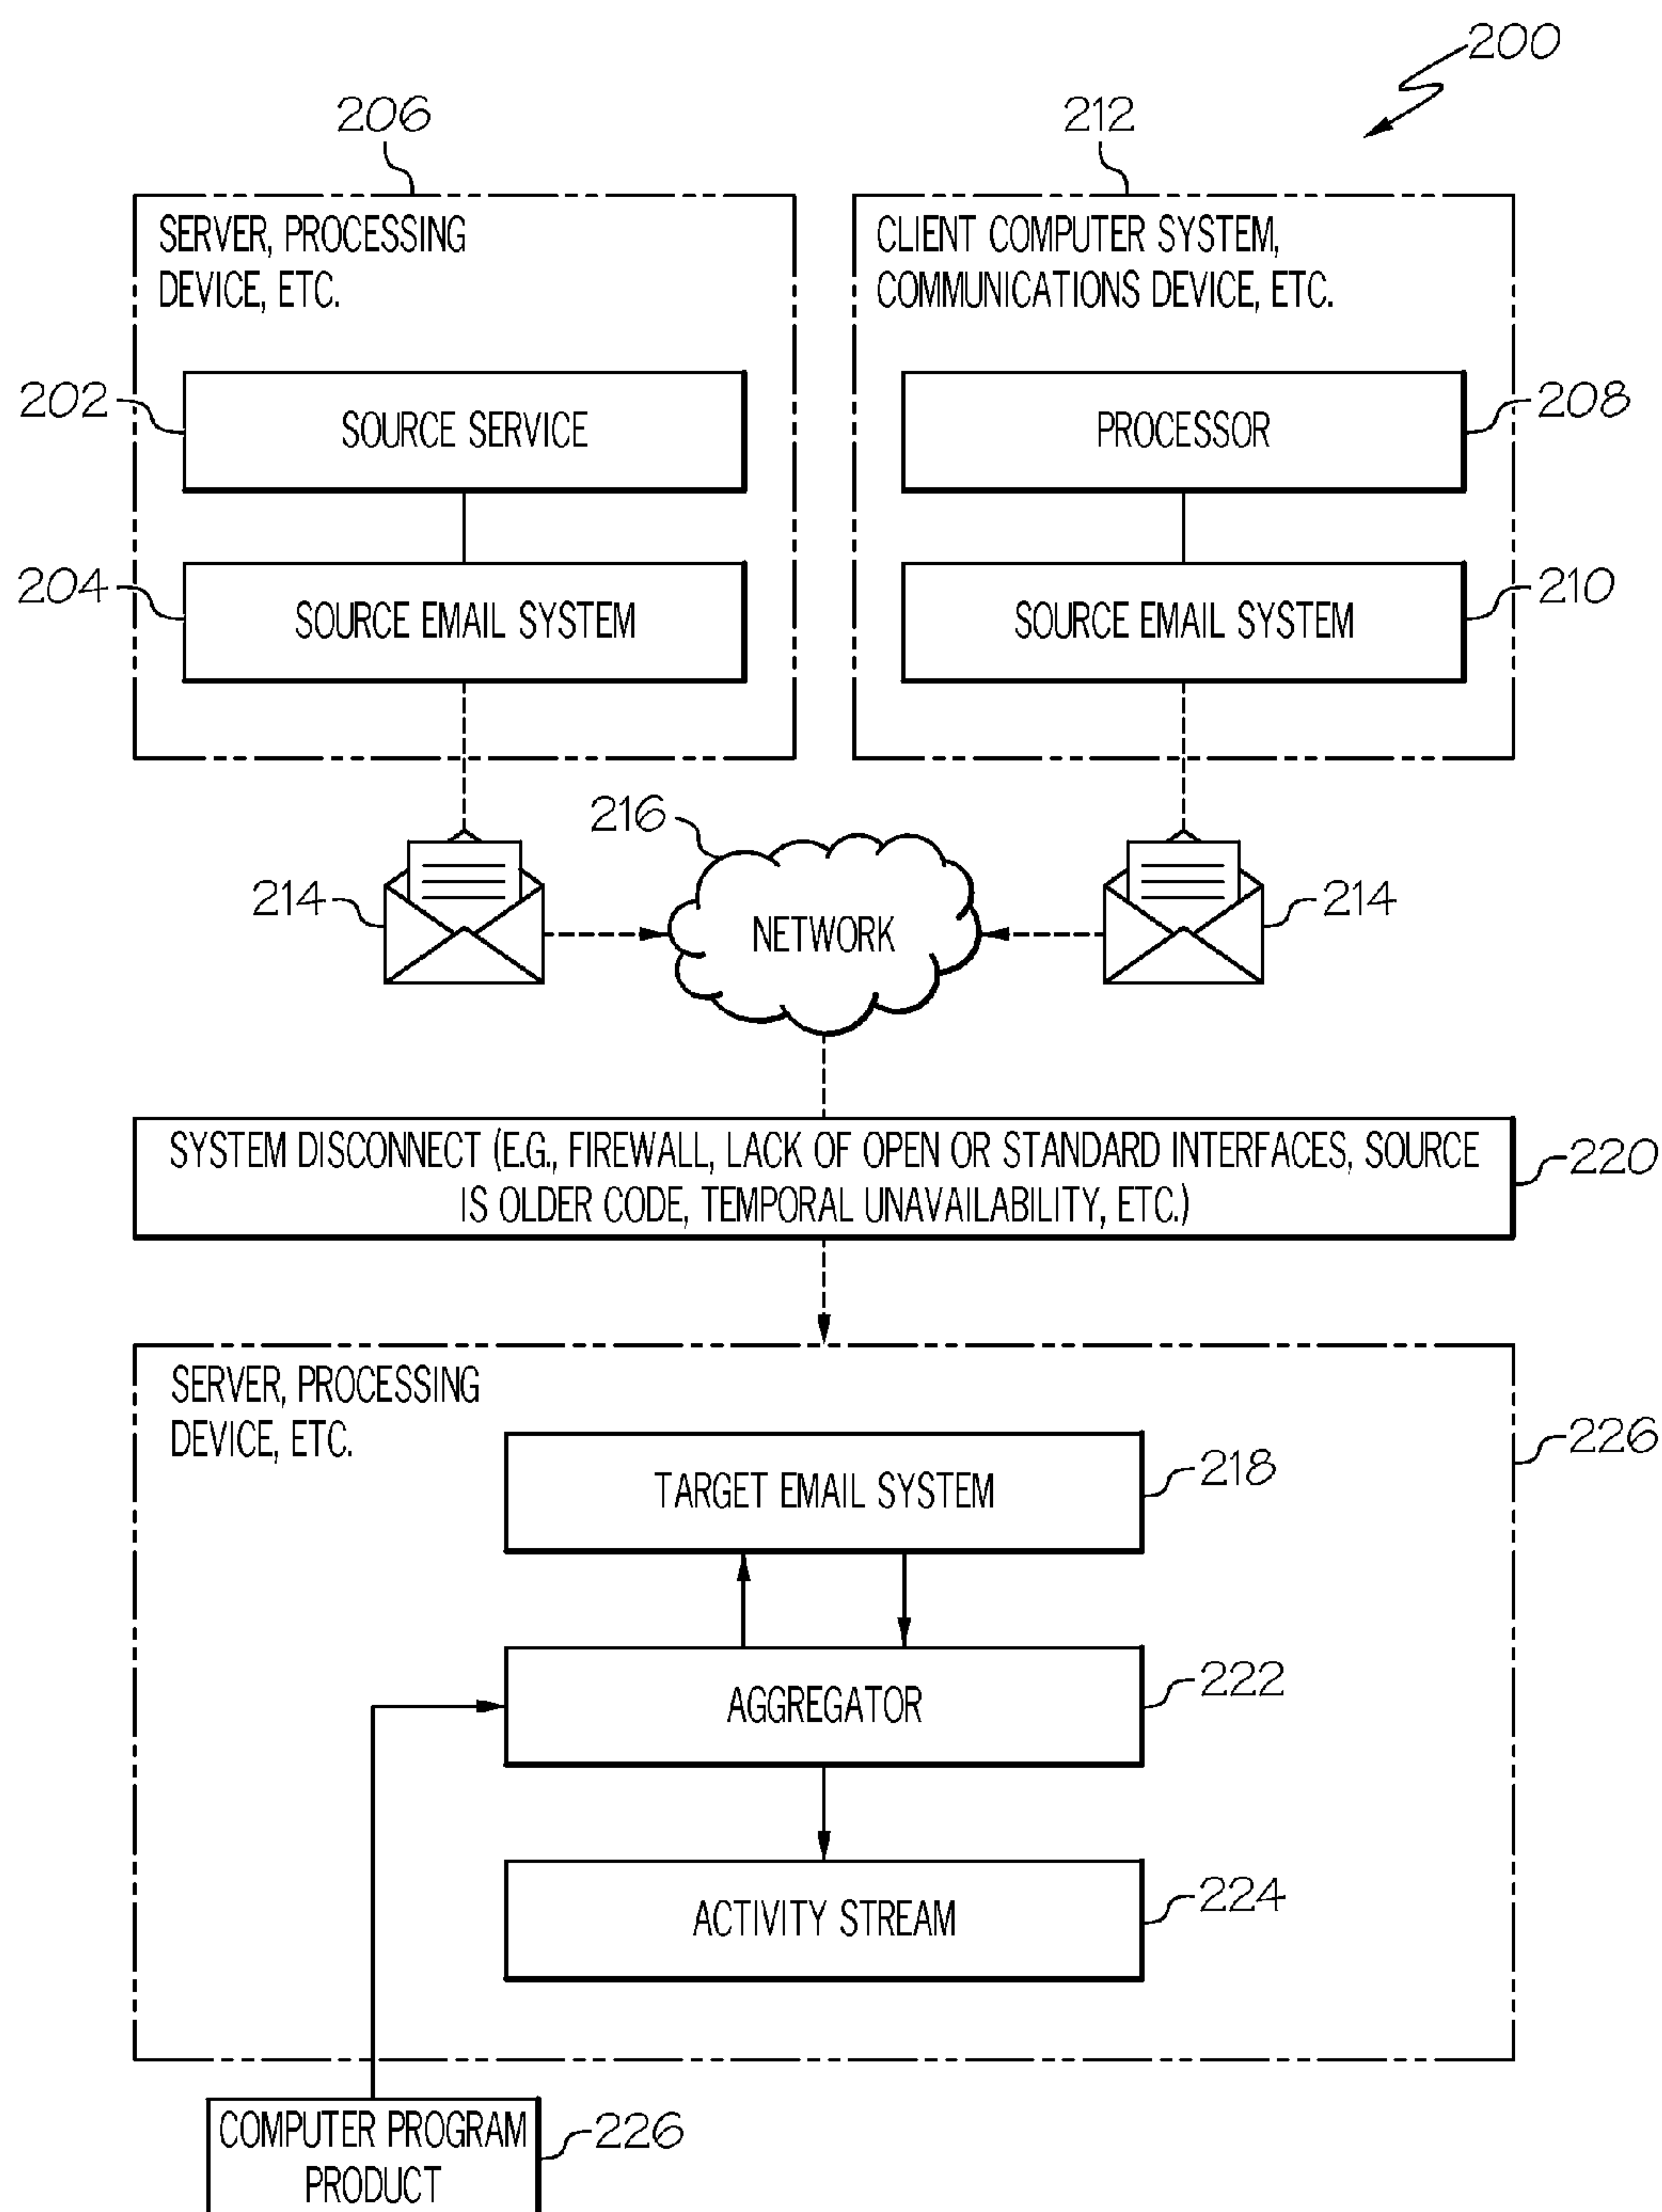 200
206
212
SERVER, PROCESSING
DEVICE, ETC.
CLIENT COMPUTER SYSTEM,
COMMUNICATIONS DEVICE, ETC.
202
SOURCE SERVICE
PROCESSOR
208
204
SOURCE EMAIL SYSTEM
SOURCE EMAIL SYSTEM
210
216
214
NETWORK
214
SYSTEM DISCONNECT (E.G., FIREWALL, LACK OF OPEN OR STANDARD INTERFACES, SOURCE
IS OLDER CODE, TEMPORAL UNAVAILABILITY, ETC.)
220
SERVER, PROCESSING
DEVICE, ETC.
226
TARGET EMAIL SYSTEM
218
AGGREGATOR
222
ACTIVITY STREAM
224
COMPUTER PROGRAM
PRODUCT
226